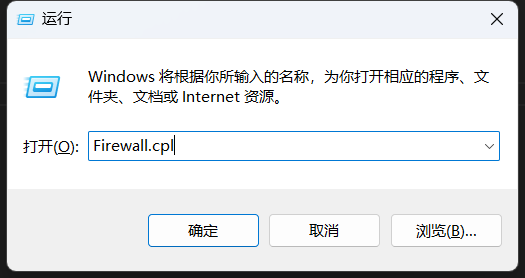 运行
Windows 将根据你所输入的名称，为你打开相应的程序、文
件夹、文档或 Internet 资源。
打开(O): Firewall.cpl
确定 取消 浏览(B)...